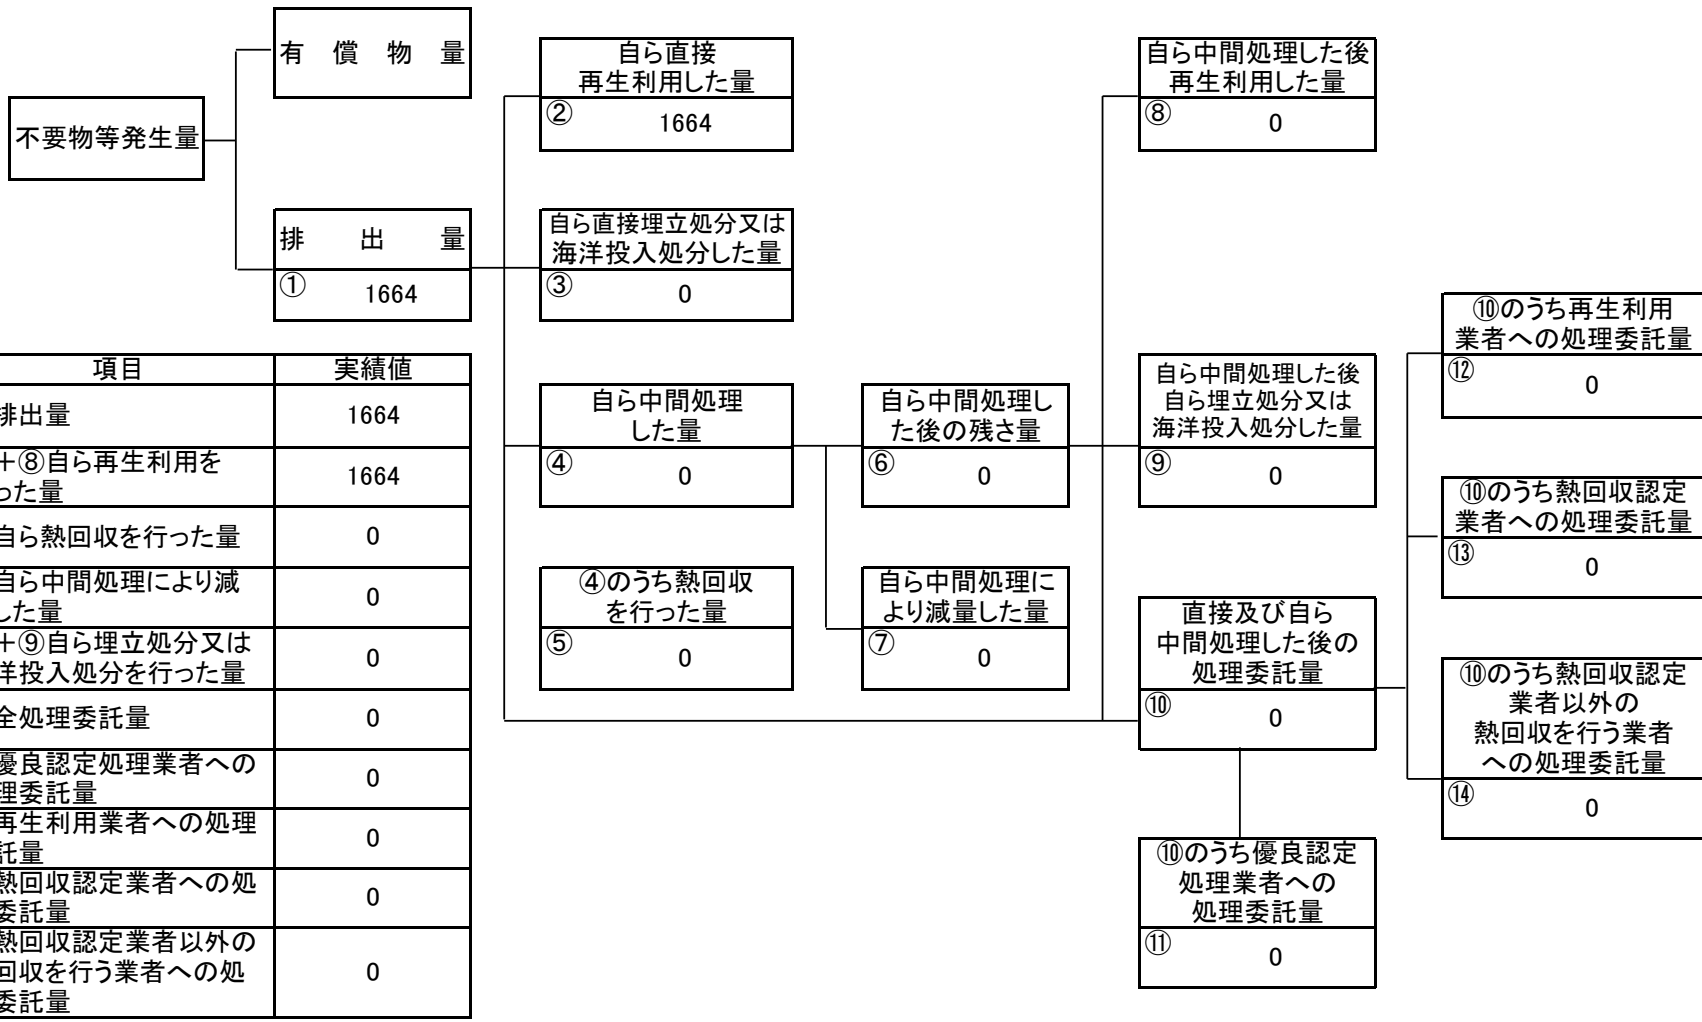 不要物等発生量
有償物量
排出量
①
1664
自ら直接
再生利用した量
②
1664
自ら直接埋立処分又は
海洋投入処分した量
③
0
自ら中間処理
した量
④
0
④のうち熱回収
を行った量
⑤
0
自ら中間処理し
た後の残さ量
⑥
0
自ら中間処理に
より減量した量
⑦
0
自ら中間処理した後
再生利用した量
⑧
0
自ら中間処理した後
自ら埋立処分又は
海洋投入処分した量
⑨
0
直接及び自ら
中間処理した後の
処理委託量
⑩
0
⑩のうち優良認定
処理業者への
処理委託量
⑪
0
⑩のうち再生利用
業者への処理委託量
⑫
0
⑩のうち熱回収認定
業者への処理委託量
⑬
0
⑩のうち熱回収認定
業者以外の
熱回収を行う業者
への処理委託量
⑭
0
項目 実績値
排出量
1664
+⑧自ら再生利用を
った量
1664
自ら熱回収を行った量
0
自ら中間処理により減
した量
0
+⑨自ら埋立処分又は
洋投入処分を行った量
0
全処理委託量
0
優良認定処理業者への
理委託量
0
再生利用業者への処理
託量
0
熱回収認定業者への処
委託量
0
熱回収認定業者以外の
回収を行う業者への処
委託量
0